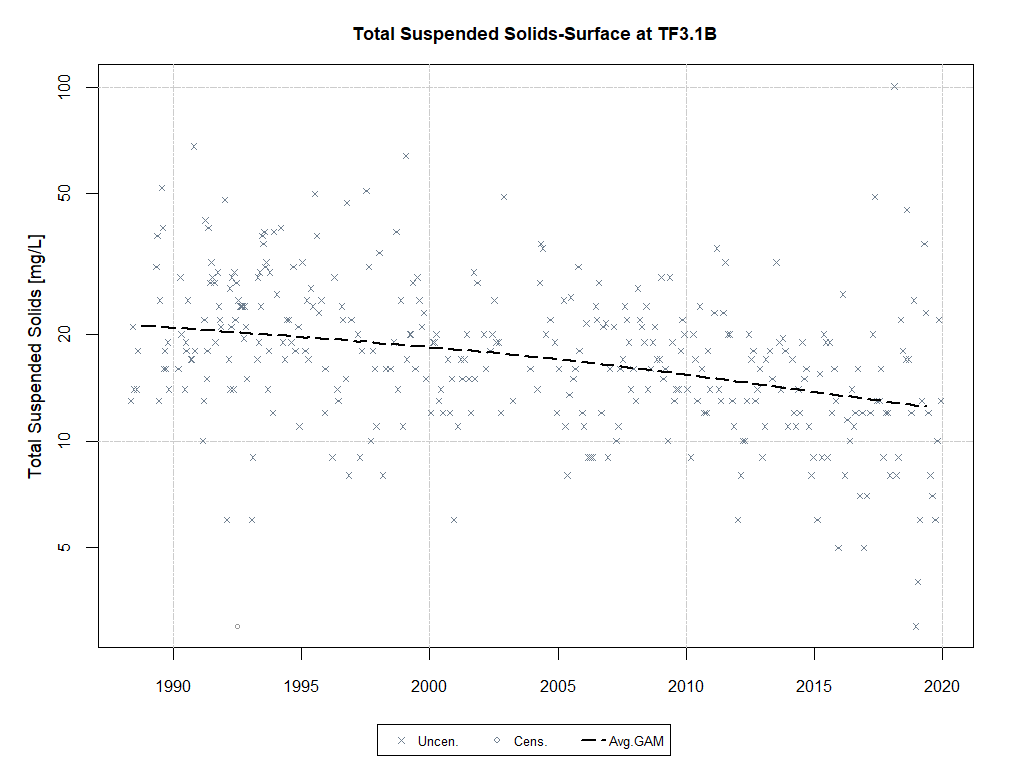 Total Suspended Solids-Surface at TF3.1B
Total Suspended Solids [mg/L]
100
50
20
10
5
1990 1995 2000 2005 2010 2015 2020
Uncen. Cens. Avg.GAM